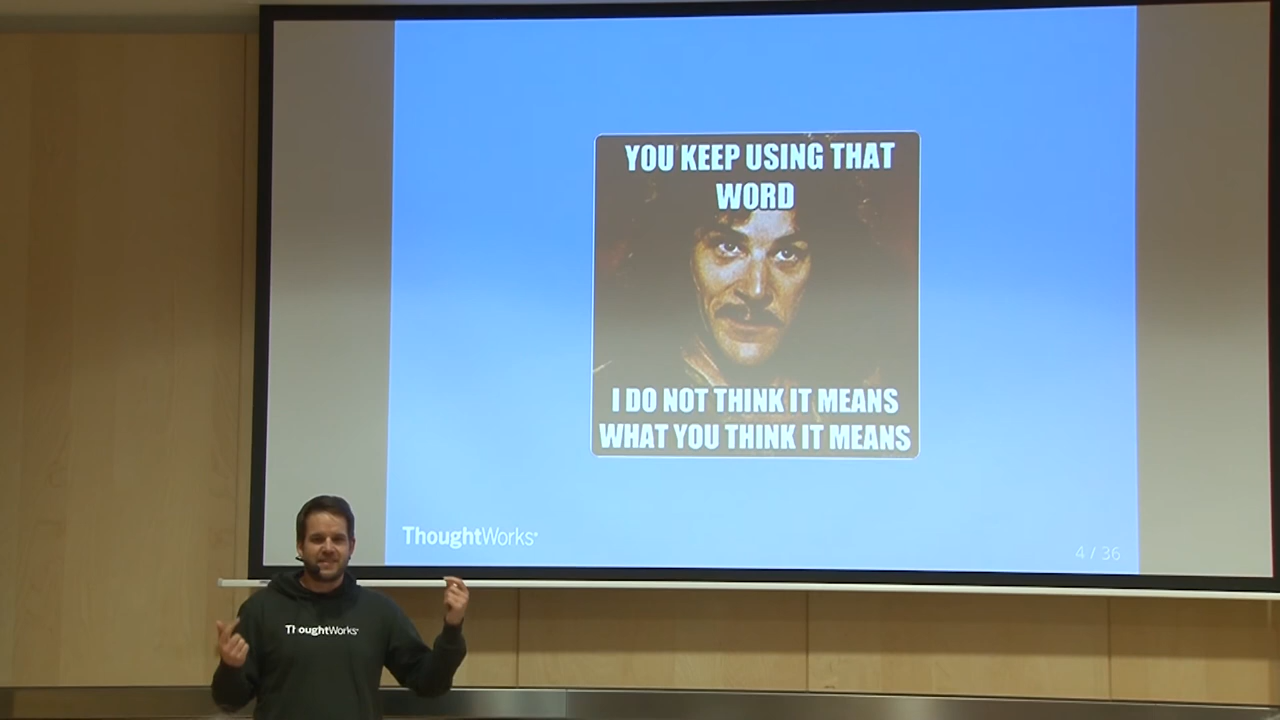 YOU KEEP USING THAT
WORD
I DO NOT THINK IT MEANS
WHAT YOU THINK IT MEANS
ThoughtWorks®
4 / 36
ThoughtWorks®